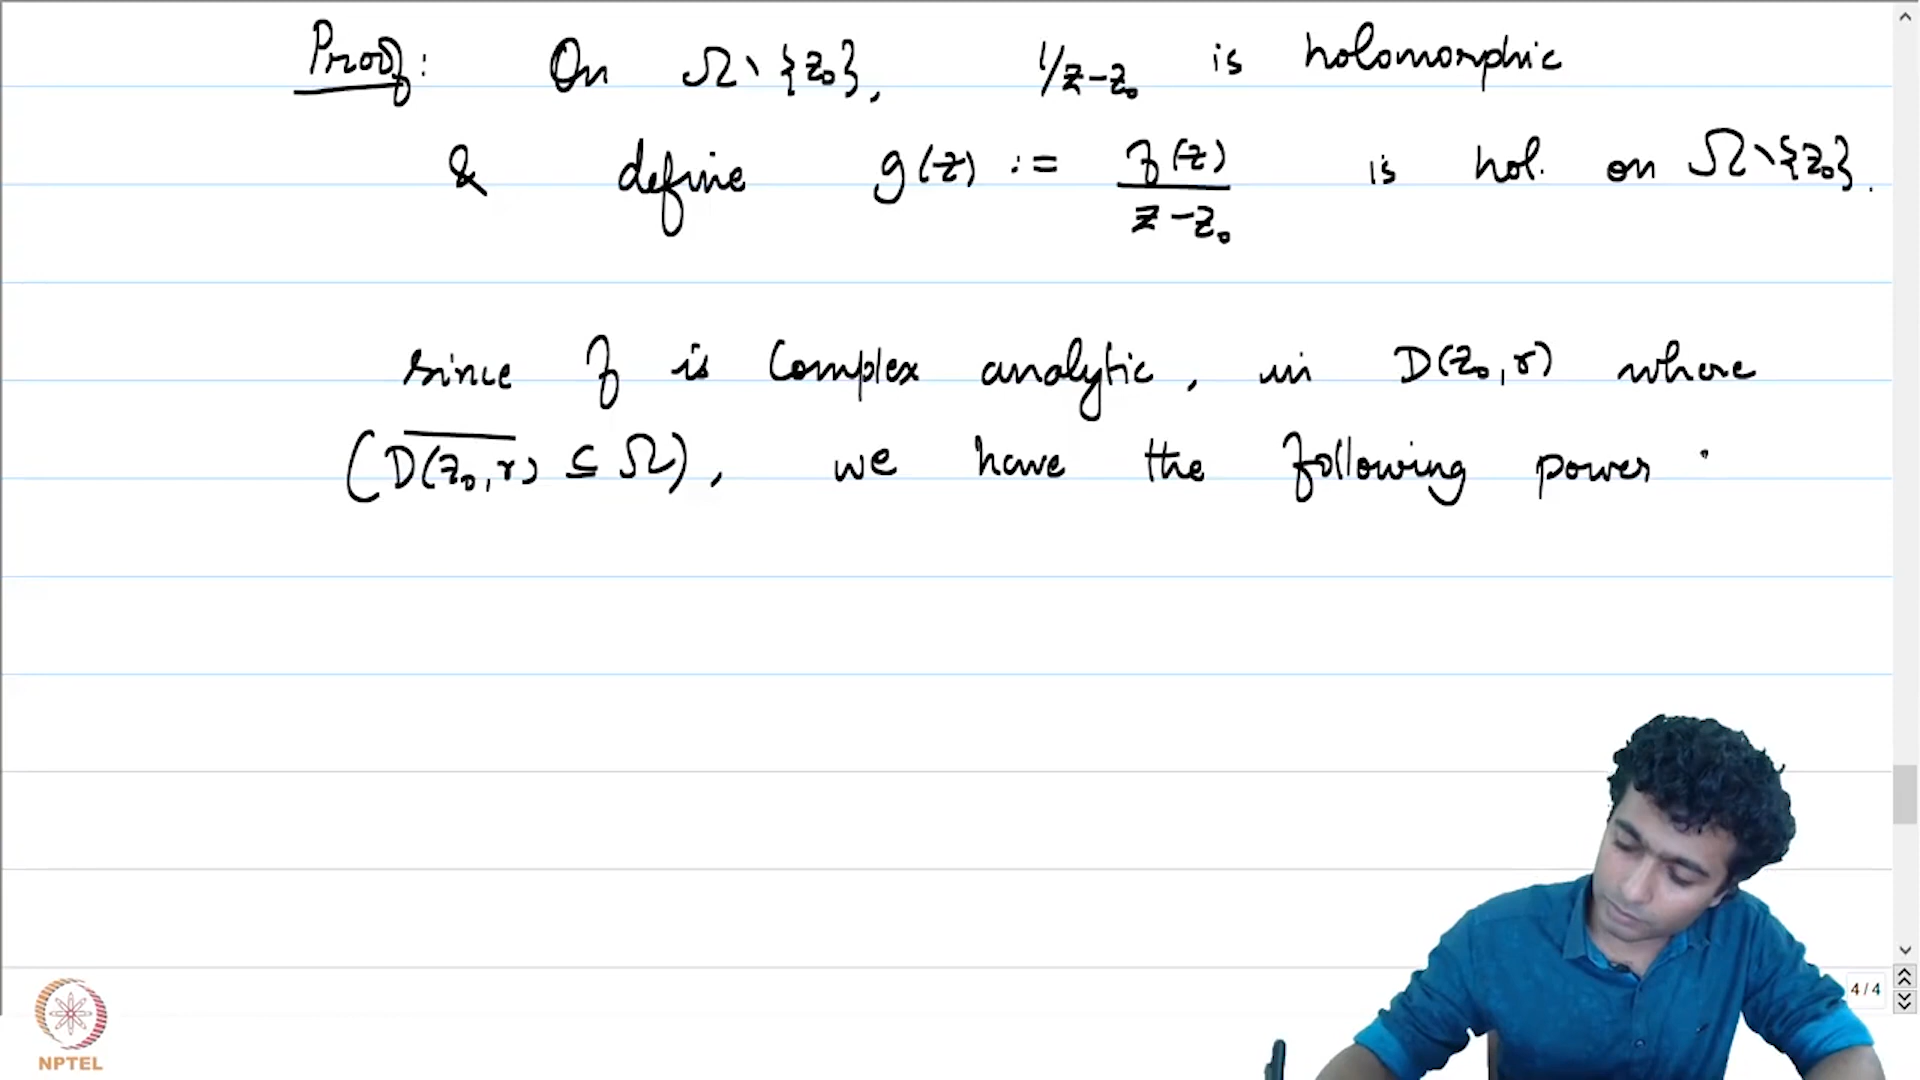 Proof: On Ω \ {z₀}, 1/z-z₀ is holomorphic
& define g(z) := f(z)/z-z₀ is hol. on Ω \ {z₀}.
since f is complex analytic, in D(z₀, r) where
(\overline{D(z₀, r)} ⊆ Ω), we have the following power
4 / 4
NPTEL